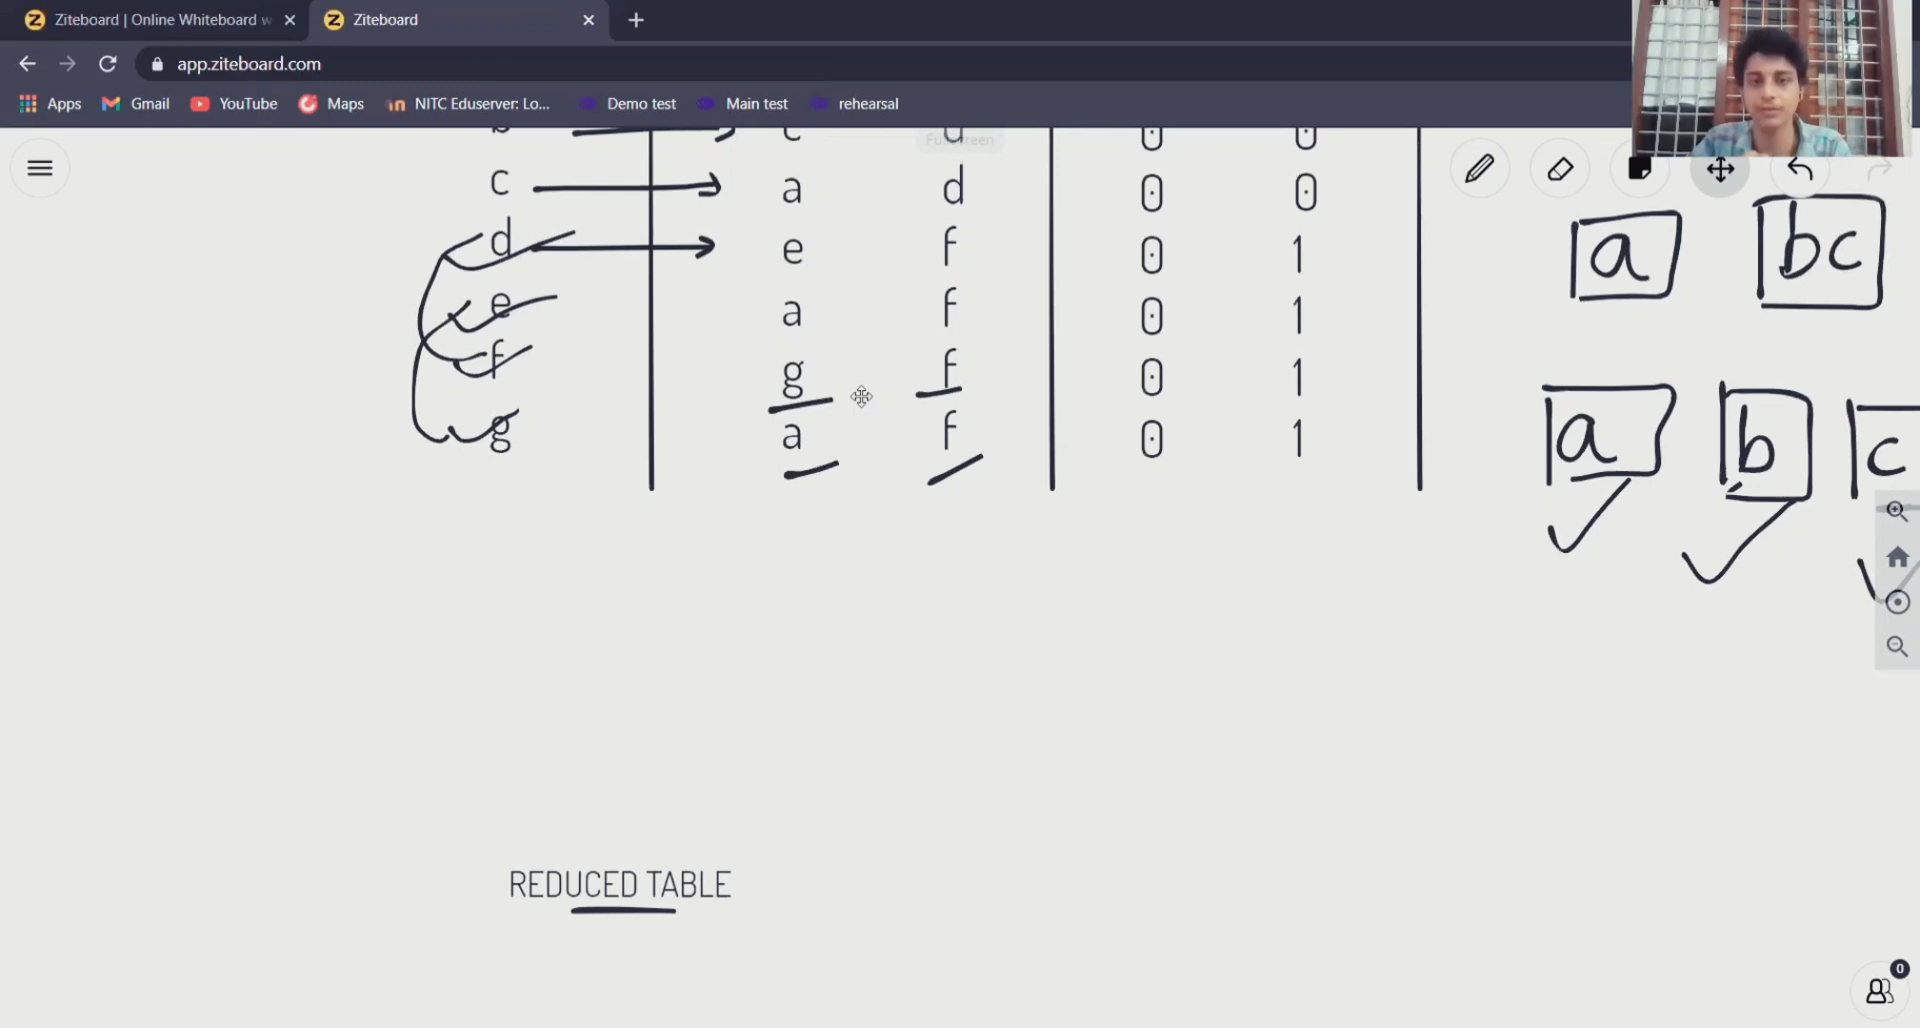 Ziteboard | Online Whiteboard w Ziteboard
app.ziteboard.com
Apps Gmail YouTube Maps NITC Eduserver: Lo... Demo test Main test rehearsal
Fullscreen
c a d 0 0
d e f 0 1
e a f 0 1
f g f 0 1
g a f 0 1
a bc
a b c
REDUCED TABLE
0